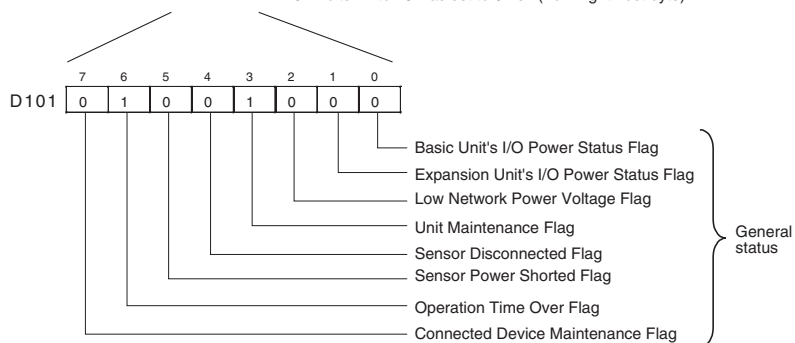 7 6 5 4 3 2 1 0
D101 0 1 0 0 1 0 0 0
Basic Unit's I/O Power Status Flag
Expansion Unit's I/O Power Status Flag
Low Network Power Voltage Flag
Unit Maintenance Flag
Sensor Disconnected Flag
Sensor Power Shorted Flag
Operation Time Over Flag
Connected Device Maintenance Flag
General
status